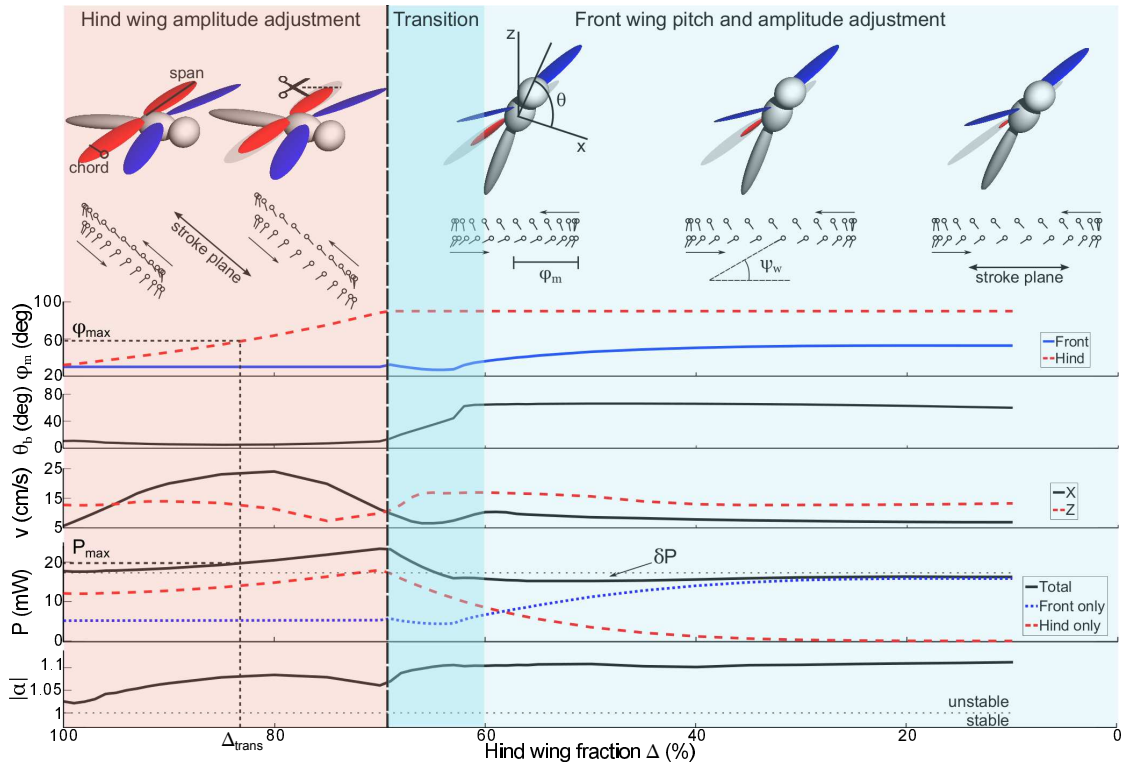 Hind wing amplitude adjustment
Transition
Front wing pitch and amplitude adjustment
span
chord
z
θ
x
stroke plane
φm
ψw
stroke plane
φm (deg)
100
60
20
φmax
Front
Hind
θb (deg)
80
40
0
v (cm/s)
25
15
5
X
Z
P (mW)
20
10
0
Pmax
δP
Total
Front only
Hind only
|α|
1.1
1.05
1
unstable
stable
100
Δtrans
80
60
40
20
0
Hind wing fraction Δ (%)